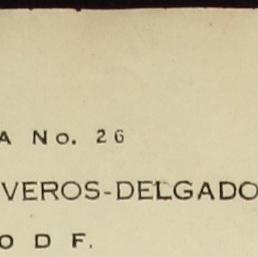 A No. 26
VEROS-DELGADO
O D F.